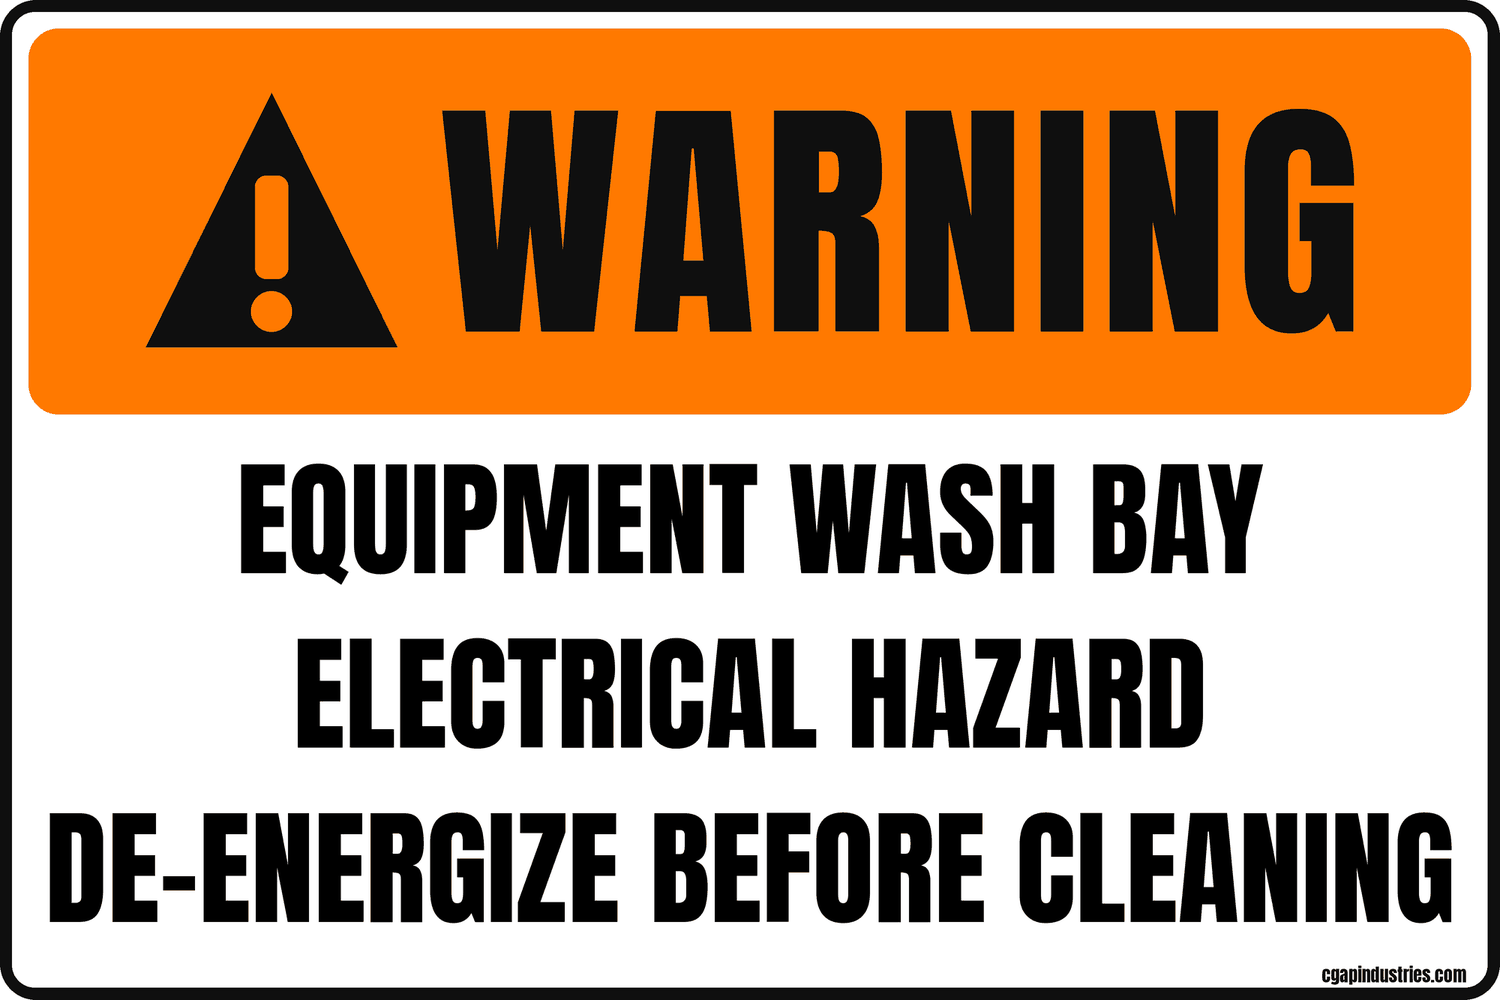 WARNING
EQUIPMENT WASH BAY
ELECTRICAL HAZARD
DE-ENERGIZE BEFORE CLEANING
cgapindustries.com